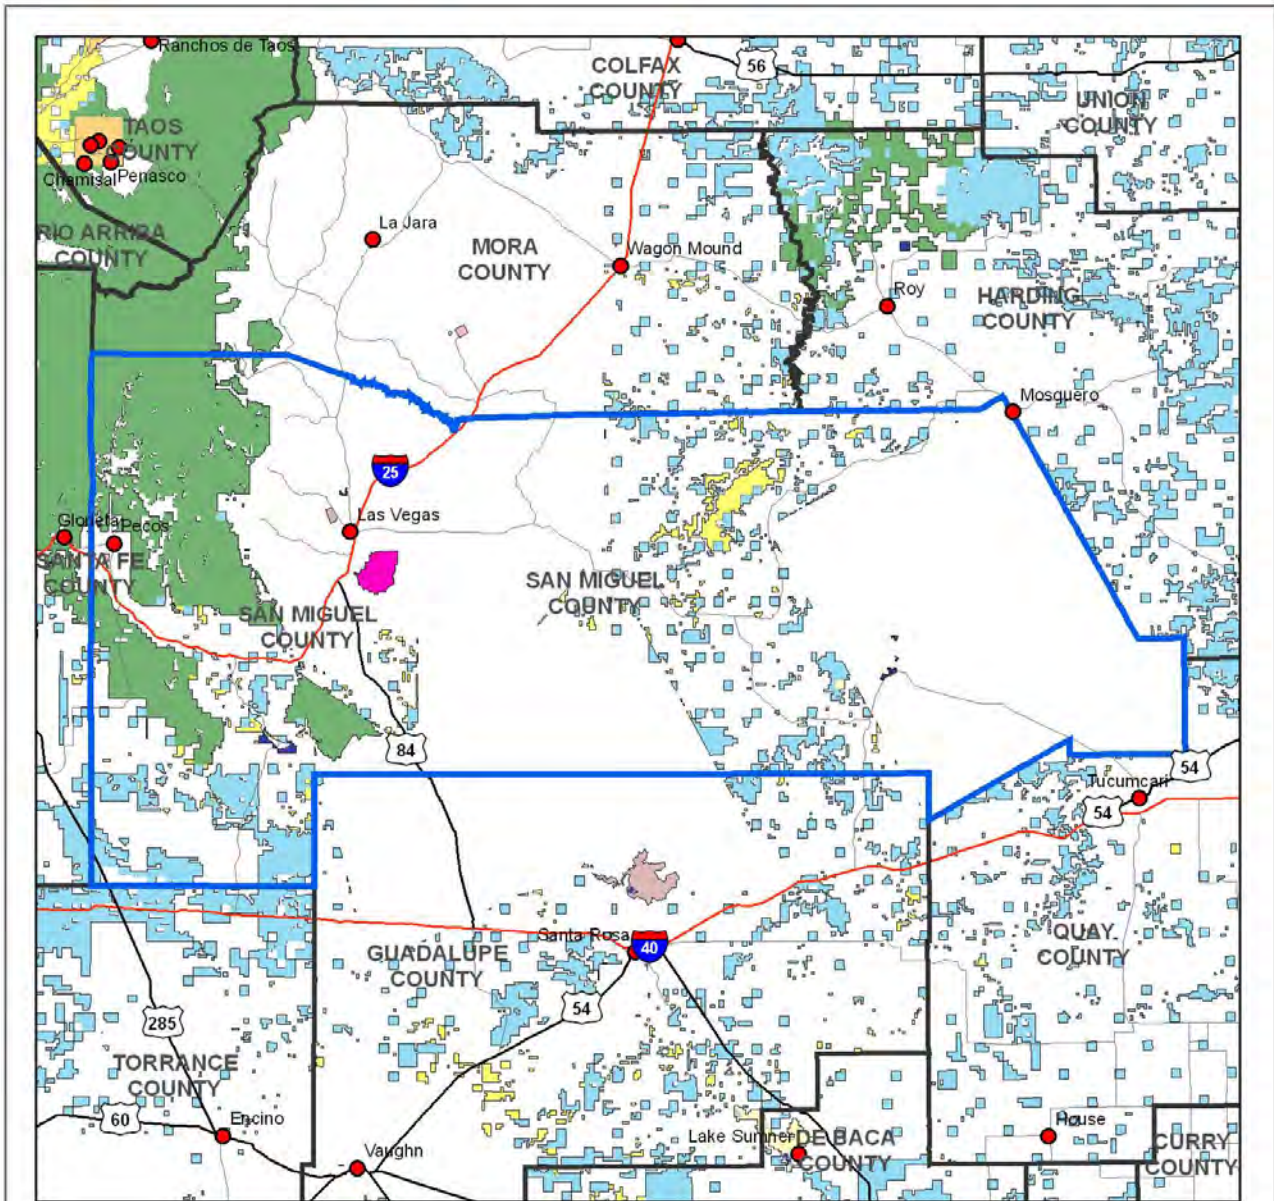 Ranchos de Taos
COLFAX
COUNTY
56
UNION
COUNTY
TAOS
COUNTY
Chamisal
Penasco
RIO ARRIBA
COUNTY
La Jara
MORA
COUNTY
Wagon Mound
Roy
HARDING
COUNTY
Mosquero
25
Las Vegas
Glorieta
Pecos
SANTA FE
COUNTY
SAN MIGUEL
COUNTY
SAN MIGUEL
COUNTY
84
54
Tucumcari
54
Santa Rosa
40
GUADALUPE
COUNTY
QUAY
COUNTY
54
285
TORRANCE
COUNTY
60
Encino
Vaughn
Lake Sumner
DE BACA
COUNTY
House
CURRY
COUNTY